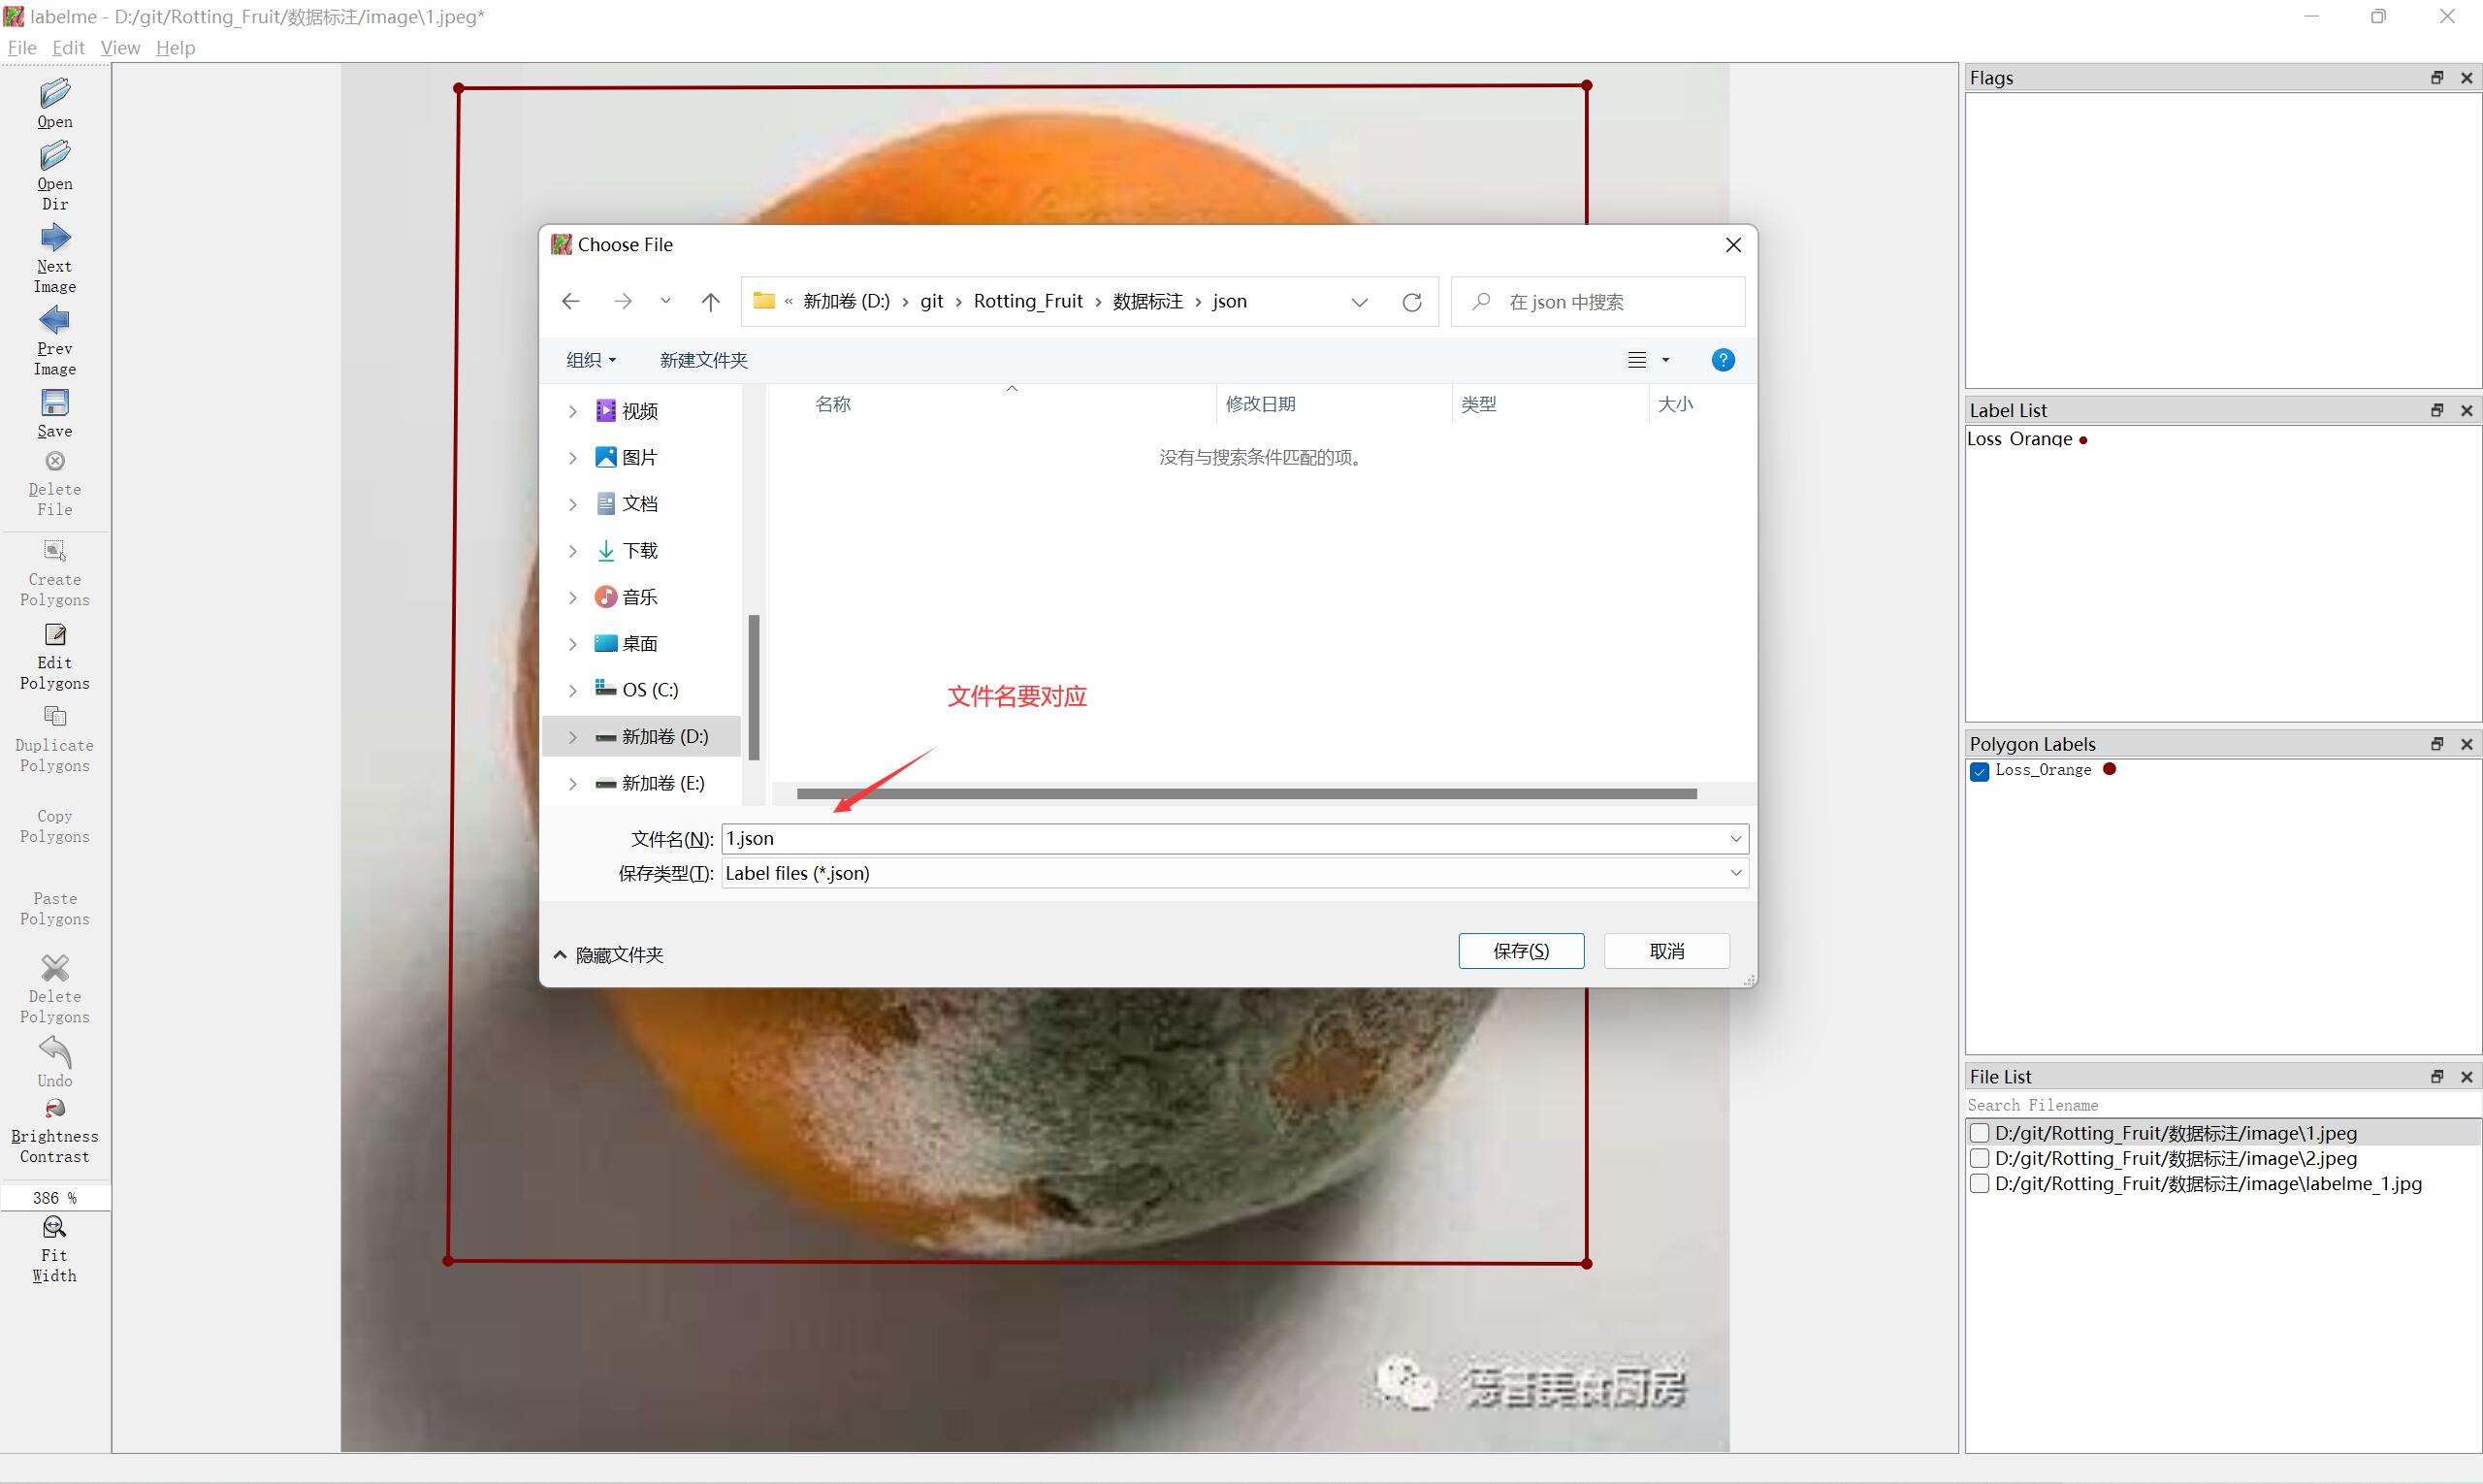 labelme - D:/git/Rotting_Fruit/数据标注/image\1.jpeg*
File Edit View Help
Open
Open
Dir
Next
Image
Prev
Image
Save
Delete
File
Create
Polygons
Edit
Polygons
Duplicate
Polygons
Copy
Polygons
Paste
Polygons
Delete
Polygons
Undo
Brightness
Contrast
386 %
Fit
Width
Choose File
« 新加卷 (D:) › git › Rotting_Fruit › 数据标注 › json
在 json 中搜索
组织 新建文件夹
名称 修改日期 类型 大小
没有与搜索条件匹配的项。
视频
图片
文档
下载
音乐
桌面
OS (C:)
新加卷 (D:)
新加卷 (E:)
文件名要对应
文件名(N): 1.json
保存类型(T): Label files (*.json)
隐藏文件夹
保存(S) 取消
美食厨房
Flags
Label List
Loss_Orange
Polygon Labels
Loss_Orange
File List
Search Filename
D:/git/Rotting_Fruit/数据标注/image\1.jpeg
D:/git/Rotting_Fruit/数据标注/image\2.jpeg
D:/git/Rotting_Fruit/数据标注/image\labelme_1.jpg